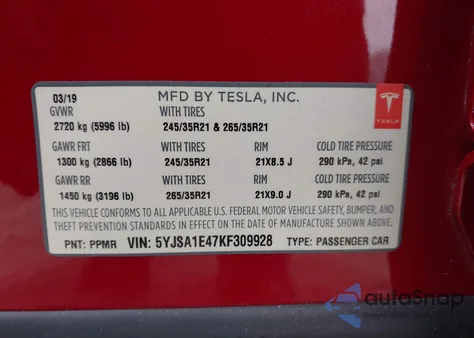 03/19 MFD BY TESLA, INC.
GVWR WITH TIRES
2720 kg (5996 lb) 245/35R21 & 265/35R21
TESLA
GAWR FRT WITH TIRES RIM COLD TIRE PRESSURE
1300 kg (2866 lb) 245/35R21 21X8.5 J 290 kPa, 42 psi
GAWR RR WITH TIRES RIM COLD TIRE PRESSURE
1450 kg (3196 lb) 265/35R21 21X9.0 J 290 kPa, 42 psi
THIS VEHICLE CONFORMS TO ALL APPLICABLE U.S. FEDERAL MOTOR VEHICLE SAFETY, BUMPER, AND
THEFT PREVENTION STANDARDS IN EFFECT ON THE DATE OF MANUFACTURE SHOWN ABOVE.
PNT: PPMR VIN: 5YJSA1E47KF309928 TYPE: PASSENGER CAR
autoSnap